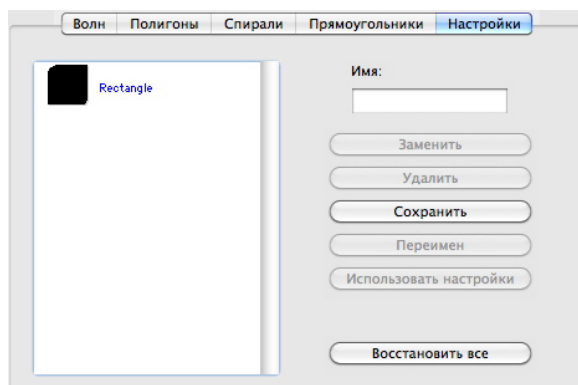 Волн Полигоны Спирали Прямоугольники Настройки
Rectangle
Имя:
Заменить
Удалить
Сохранить
Переимен
Использовать настройки
Восстановить все